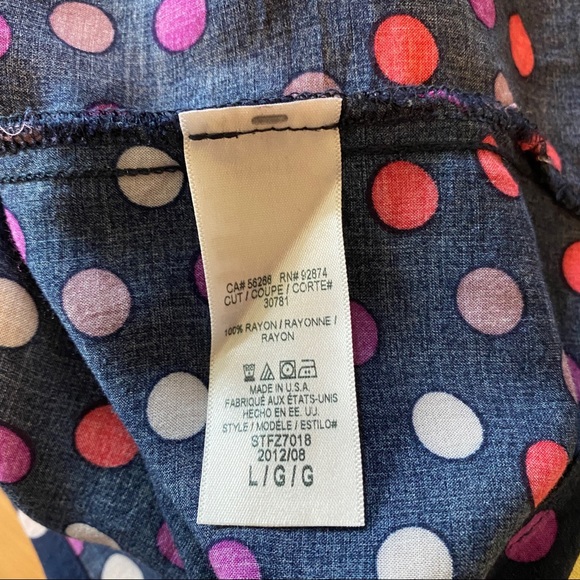 CA# 56288 RN# 92874
CUT / COUPE / CORTE#
30781
100% RAYON / RAYONNE /
RAYON
MADE IN U.S.A.
FABRIQUÉ AUX ÉTATS-UNIS
HECHO EN EE. UU.
STYLE / MODÈLE / ESTILO#
STFZ7018
2012/08
L / G / G